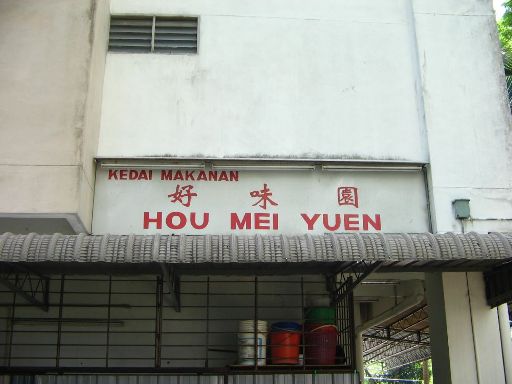 KEDAI MAKANAN
好味園
HOU MEI YUEN